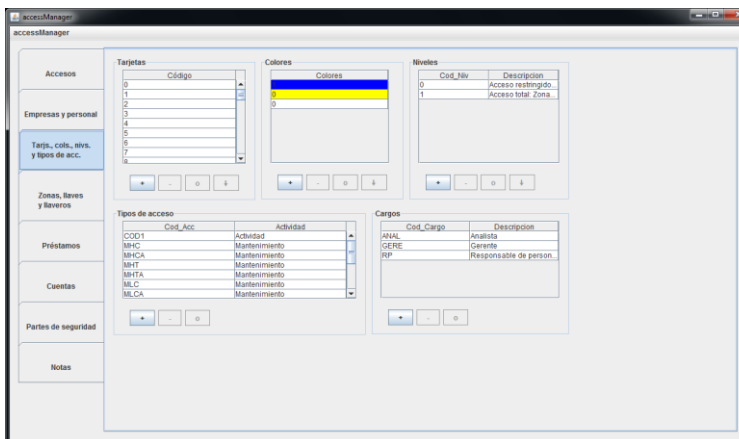 accessManager
accessManager
Accesos
Empresas y personal
Tarjs., cols., nivs.
y tipos de acc.
Zonas, llaves
y llaveros
Préstamos
Cuentas
Partes de seguridad
Notas
Tarjetas
Código
0
1
2
3
4
5
6
7
8
+ - o ↓
Colores
Colores
0
0
+ - o ↓
Niveles
Cod_Niv Descripcion
0 Acceso restringido...
1 Acceso total: Zona...
+ - o ↓
Tipos de acceso
Cod_Acc Actividad
COD1 Actividad
MHC Mantenimiento
MHCA Mantenimiento
MHT Mantenimiento
MHTA Mantenimiento
MLC Mantenimiento
MLCA Mantenimiento
+ - o
Cargos
Cod_Cargo Descripcion
ANAL Analista
GERE Gerente
RP Responsable de person...
+ - o